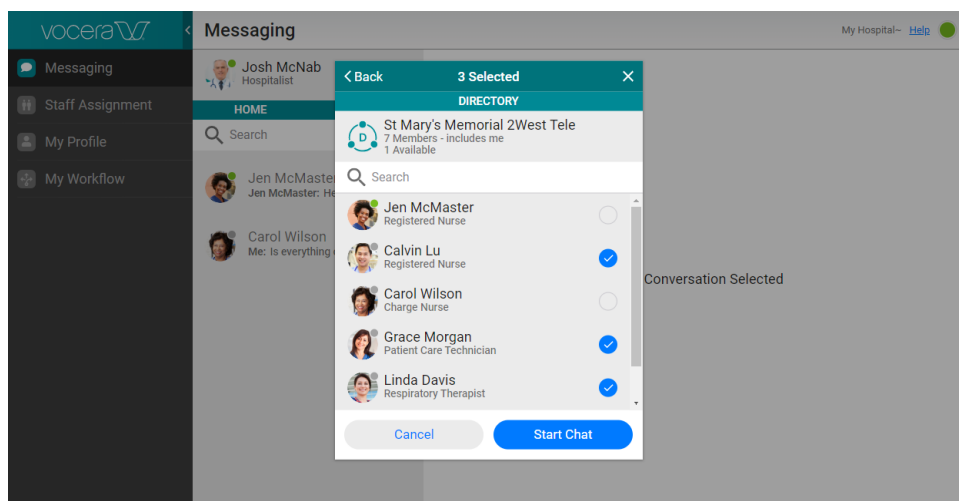 vocera
Messaging
My Hospital~ Help
Messaging
Staff Assignment
My Profile
My Workflow
Josh McNab
Hospitalist
HOME
Search
Jen McMaste
Jen McMaster: He
Carol Wilson
Me: Is everything
Back
3 Selected
DIRECTORY
D
St Mary's Memorial 2West Tele
7 Members - includes me
1 Available
Search
Jen McMaster
Registered Nurse
Calvin Lu
Registered Nurse
Carol Wilson
Charge Nurse
Grace Morgan
Patient Care Technician
Linda Davis
Respiratory Therapist
Cancel
Start Chat
Conversation Selected